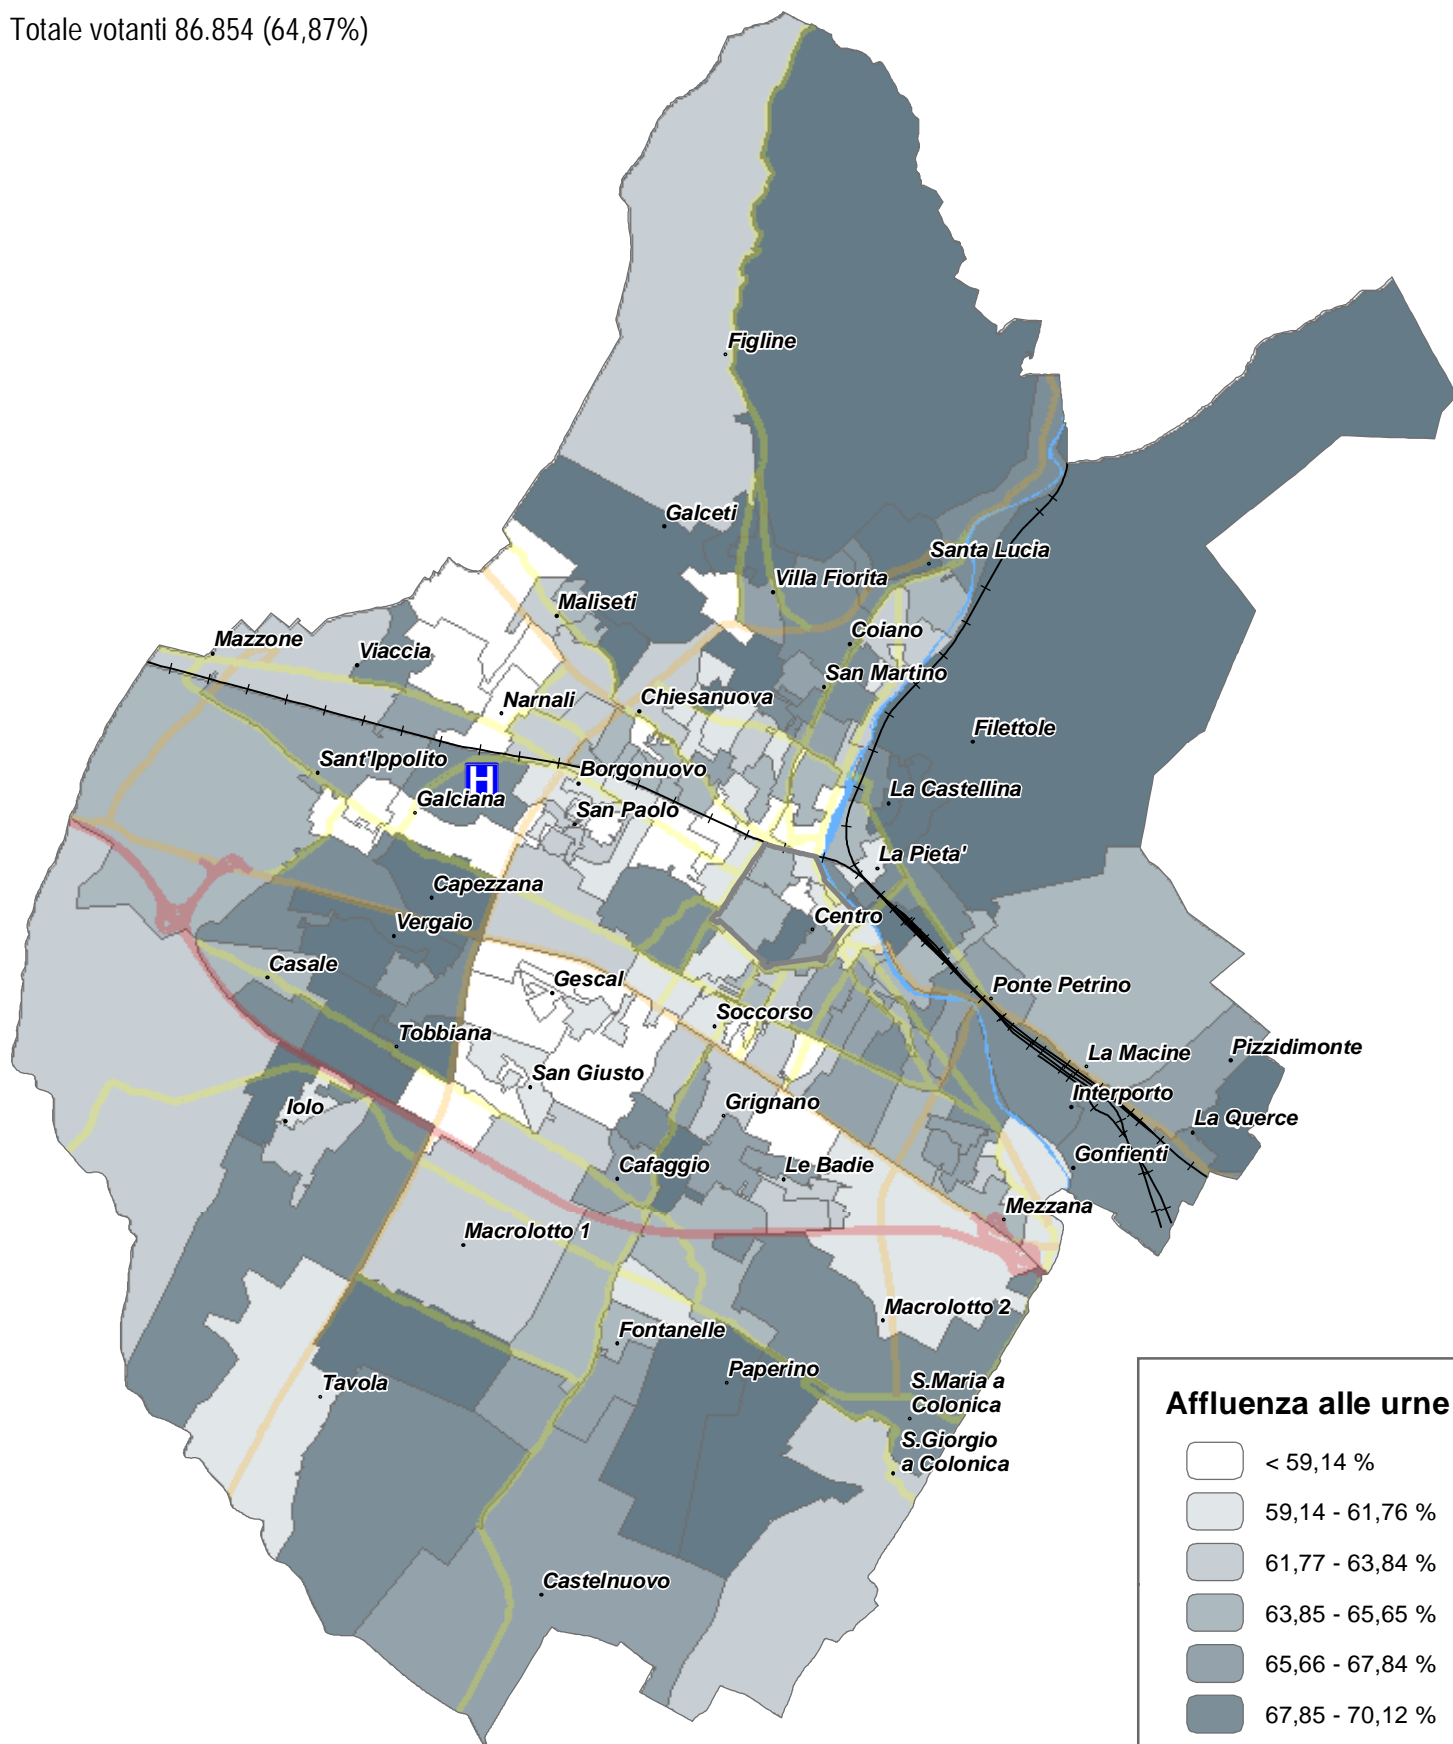 Totale votanti 86.854 (64,87%)
Figline
Galceti
Santa Lucia
Villa Fiorita
Maliseti
Coiano
Mazzone
Viaccia
San Martino
Narnali
Chiesanuova
Filettole
Sant'Ippolito
Borgonuovo
H
Galciana
San Paolo
La Castellina
La Pieta'
Capezzana
Vergaio
Centro
Casale
Gescal
Ponte Petrino
Soccorso
Tobbiana
La Macine
Pizzidimonte
San Giusto
Interporto
Iolo
Grignano
La Querce
Cafaggio
Le Badie
Gonfienti
Mezzana
Macrolotto 1
Macrolotto 2
Fontanelle
Paperino
Tavola
S.Maria a
Colonica
S.Giorgio
a Colonica
Castelnuovo
Affluenza alle urne
< 59,14 %
59,14 - 61,76 %
61,77 - 63,84 %
63,85 - 65,65 %
65,66 - 67,84 %
67,85 - 70,12 %